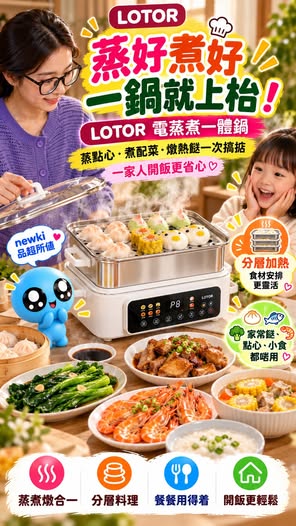 LOTOR
蒸好煮好
一鍋就上枱！
LOTOR 電蒸煮一體鍋
蒸點心·煮配菜·燉熱餸一次搞掂
一家人開飯更省心
newki
品超所值
分層加熱
食材安排
更靈活
LOTOR
P8
家常餸、
點心、小食
都啱用
蒸煮燉合一
分層料理
餐餐用得着
開飯更輕鬆